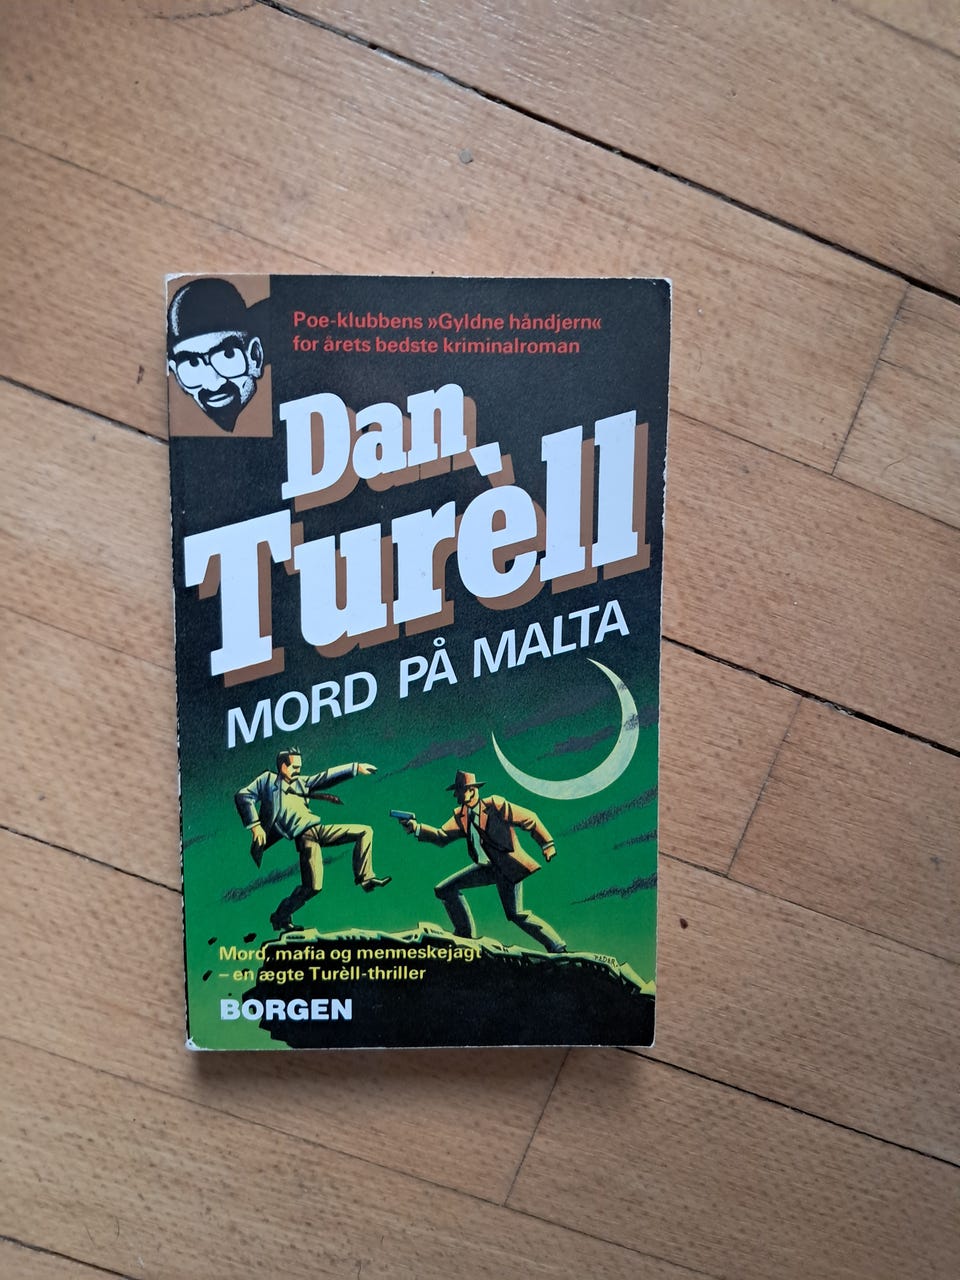 Poe-klubbens »Gyldne håndjern«
for årets bedste kriminalroman
Dan
Turèll
MORD PÅ MALTA
Mord, mafia og menneskejagt
– en ægte Turèll-thriller
BORGEN